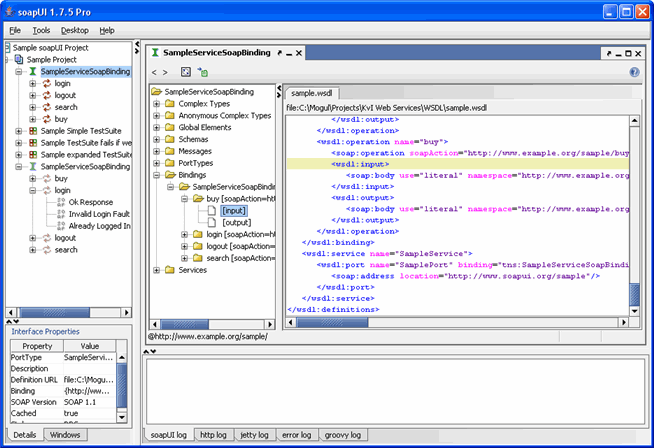 soapUI 1.7.5 Pro
File Tools Desktop Help
Sample soapUI Project
Sample Project
SampleServiceSoapBinding
login
logout
search
buy
Sample Simple TestSuite
Sample TestSuite fails if we
Sample expanded TestSuite
SampleServiceSoapBinding
buy
login
Ok Response
Invalid Login Fault
Already Logged In
logout
search
Interface Properties
Property Value
PortType SampleServi...
Description
Definition URL file:C:\Mogu...
Binding {http://ww...
SOAP Version SOAP 1.1
Cached true
Details Windows
SampleServiceSoapBinding
< >
SampleServiceSoapBinding
Complex Types
Anonymous Complex Types
Global Elements
Schemas
Messages
PortTypes
Bindings
SampleServiceSoapBind
buy [soapAction=ht
[input]
[output]
login [soapAction=h
logout [soapAction=
search [soapAction=
Services
@http://www.example.org/sample/
sample.wsdl
file:C:\Mogul\Projects\KvI Web Services\WSDL\sample.wsdl
</wsdl:output>
</wsdl:operation>
<wsdl:operation name="buy">
<soap:operation soapAction="http://www.example.org/sample/buy
<wsdl:input>
<soap:body use="literal" namespace="http://www.example.org
</wsdl:input>
<wsdl:output>
<soap:body use="literal" namespace="http://www.example.org
</wsdl:output>
</wsdl:operation>
</wsdl:binding>
<wsdl:service name="SampleService">
<wsdl:port name="SamplePort" binding="tns:SampleServiceSoapBindi
<soap:address location="http://www.soapui.org/sample"/>
</wsdl:port>
</wsdl:service>
</wsdl:definitions>
soapUI log http log jetty log error log groovy log